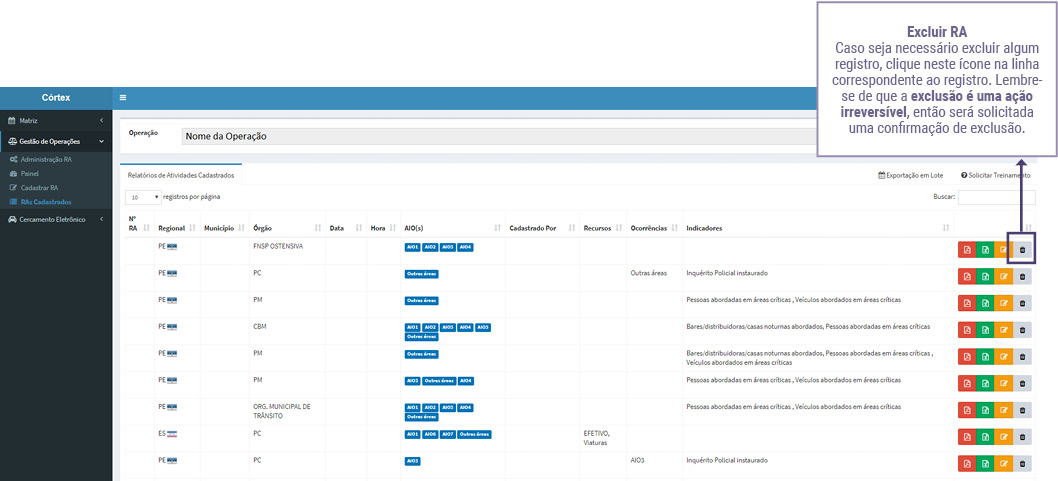 Excluir RA
Caso seja necessário excluir algum
registro, clique neste ícone na linha
correspondente ao registro. Lembre-
se de que a exclusão é uma ação
irreversível, então será solicitada
uma confirmação de exclusão.
Córtex
Matriz
Gestão de Operações
Administração RA
Painel
Cadastrar RA
RAs Cadastrados
Cercamento Eletrônico
Operação Nome da Operação
Relatórios de Atividades Cadastrados Exportação em Lote Solicitar Treinamento
10 registros por página Buscar:
Nº
RA Regional Município Órgão Data Hora AIO(s) Cadastrado Por Recursos Ocorrências Indicadores
PE FNSP OSTENSIVA AIO1 AIO2 AIO3 AIO4
PE PC Outras áreas Outras áreas Inquérito Policial instaurado
PE PM Outras áreas Pessoas abordadas em áreas críticas , Veículos abordados em áreas críticas
PE CBM AIO1 AIO2 AIO3 AIO4 AIO5 Bares/distribuidoras/casas noturnas abordados, Pessoas abordadas em áreas críticas
Outras áreas
PE PM Outras áreas Bares/distribuidoras/casas noturnas abordados, Pessoas abordadas em áreas críticas ,
Veículos abordados em áreas críticas
PE PM AIO3 Outras áreas AIO4 Pessoas abordadas em áreas críticas , Veículos abordados em áreas críticas
PE ORG. MUNICIPAL DE AIO1 AIO2 AIO3 AIO4 Pessoas abordadas em áreas críticas , Veículos abordados em áreas críticas
TRÂNSITO Outras áreas
ES PC AIO1 AIO6 AIO7 Outras áreas EFETIVO,
Viaturas
PE PC AIO3 AIO3 Inquérito Policial instaurado